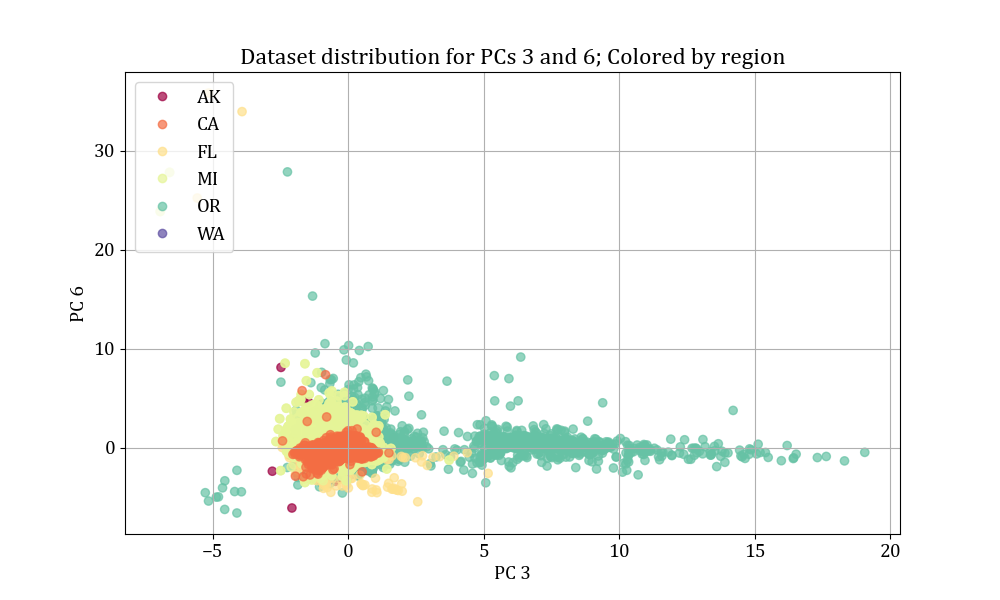 Dataset distribution for PCs 3 and 6; Colored by region
AK
CA
FL
MI
OR
WA
30
20
10
0
PC 6
−5
0
5
10
15
20
PC 3